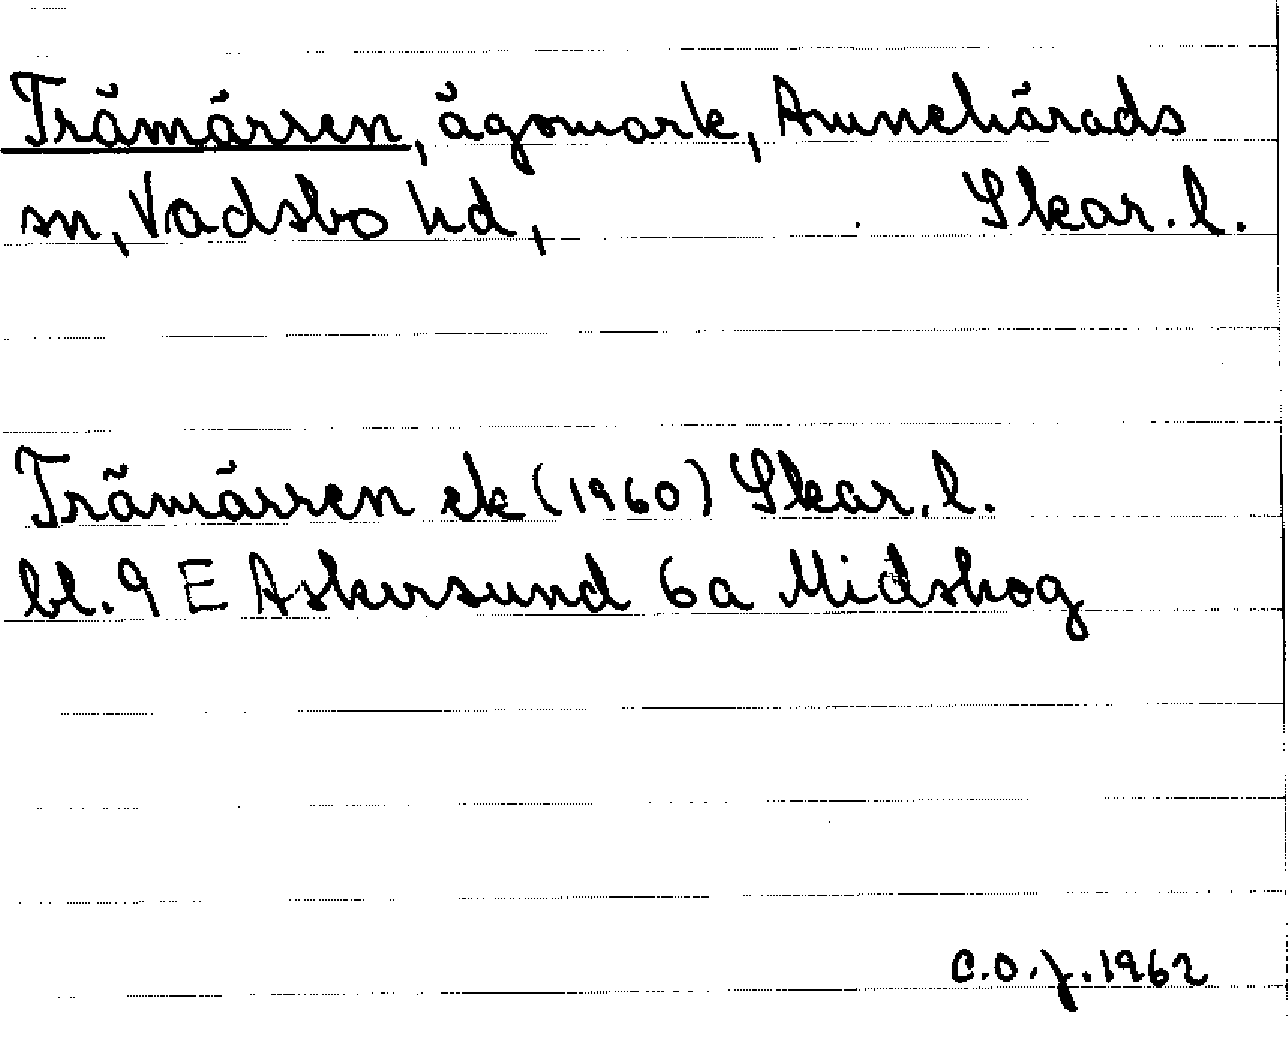 Trämärren, ägomark, Amnehärads
sn, Vadsbo hd, Skar. l.
Trämärren ek (1960) Skar. l.
bl. 9 E Askersund 6a Midskog
C.O.J. 1962